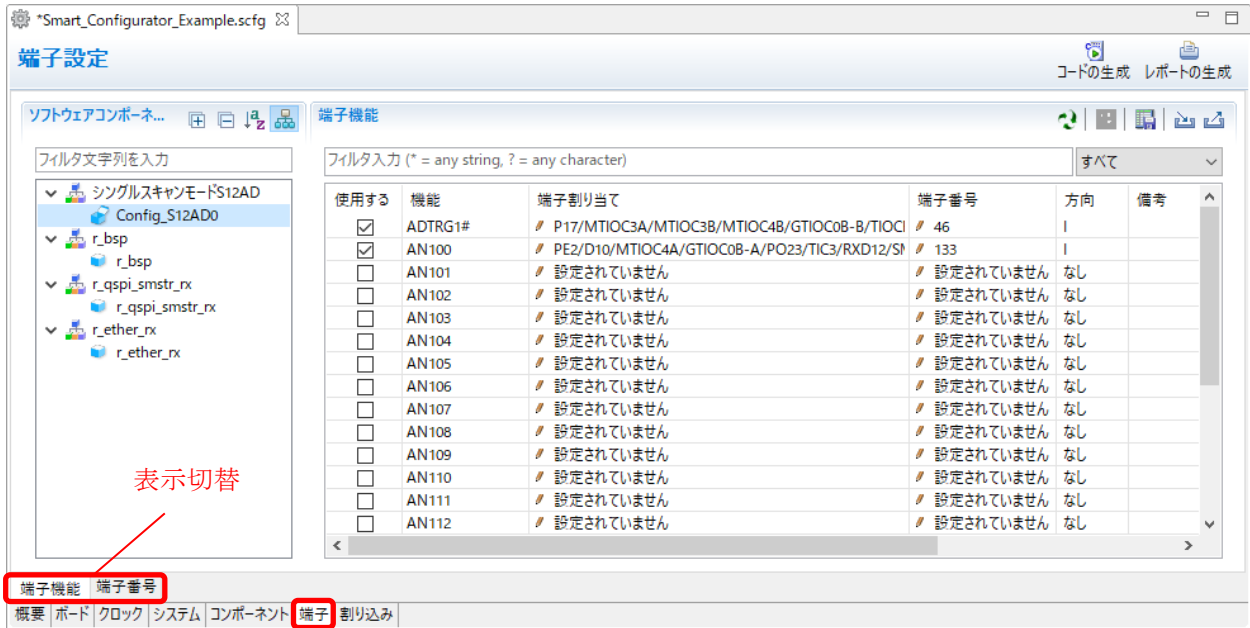 *Smart_Configurator_Example.scfg
端子設定
コードの生成 レポートの生成
ソフトウェアコンポーネ...
端子機能
フィルタ文字列を入力
フィルタ入力 (* = any string, ? = any character)
すべて
シングルスキャンモードS12AD
Config_S12AD0
r_bsp
r_bsp
r_qspi_smstr_rx
r_qspi_smstr_rx
r_ether_rx
r_ether_rx
使用する 機能 端子割り当て 端子番号 方向 備考
ADTRG1# P17/MTIOC3A/MTIOC3B/MTIOC4B/GTIOC0B-B/TIOCI 46 I
AN100 PE2/D10/MTIOC4A/GTIOC0B-A/PO23/TIC3/RXD12/SM 133 I
AN101 設定されていません 設定されていません なし
AN102 設定されていません 設定されていません なし
AN103 設定されていません 設定されていません なし
AN104 設定されていません 設定されていません なし
AN105 設定されていません 設定されていません なし
AN106 設定されていません 設定されていません なし
AN107 設定されていません 設定されていません なし
AN108 設定されていません 設定されていません なし
AN109 設定されていません 設定されていません なし
AN110 設定されていません 設定されていません なし
AN111 設定されていません 設定されていません なし
AN112 設定されていません 設定されていません なし
表示切替
端子機能 端子番号
概要 ボード クロック システム コンポーネント 端子 割り込み